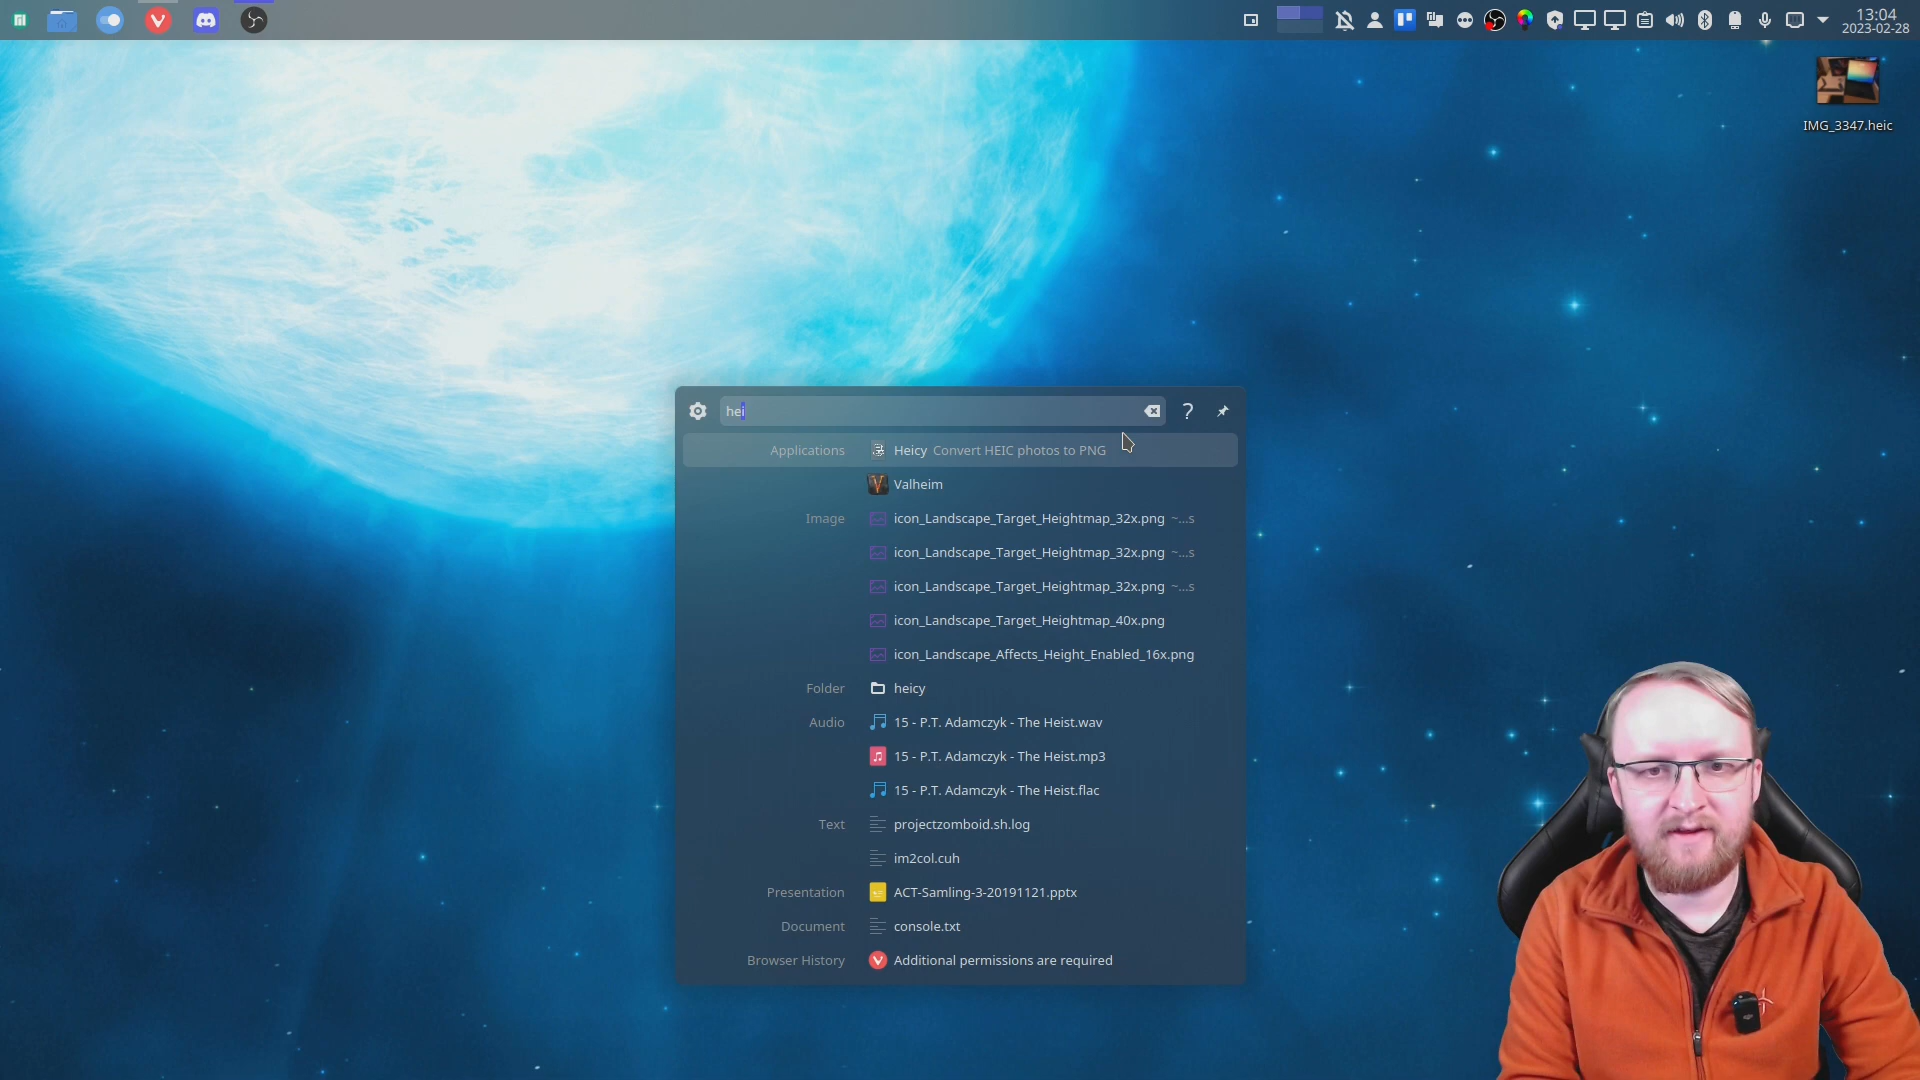 13:04
2023-02-28
IMG_3347.heic
hei
Applications Heicy Convert HEIC photos to PNG
Valheim
Image icon_Landscape_Target_Heightmap_32x.png ~...s
icon_Landscape_Target_Heightmap_32x.png ~...s
icon_Landscape_Target_Heightmap_32x.png ~...s
icon_Landscape_Target_Heightmap_40x.png
icon_Landscape_Affects_Height_Enabled_16x.png
Folder heicy
Audio 15 - P.T. Adamczyk - The Heist.wav
15 - P.T. Adamczyk - The Heist.mp3
15 - P.T. Adamczyk - The Heist.flac
Text projectzomboid.sh.log
im2col.cuh
Presentation ACT-Samling-3-20191121.pptx
Document console.txt
Browser History Additional permissions are required